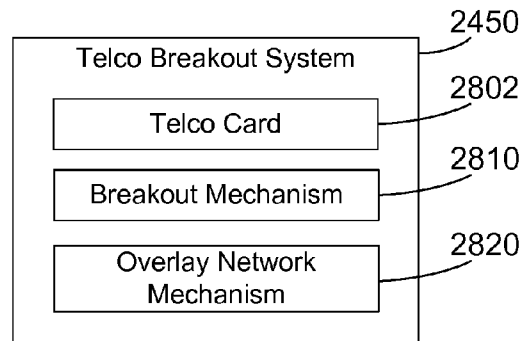 2450
Telco Breakout System
2802
Telco Card
2810
Breakout Mechanism
2820
Overlay Network
Mechanism